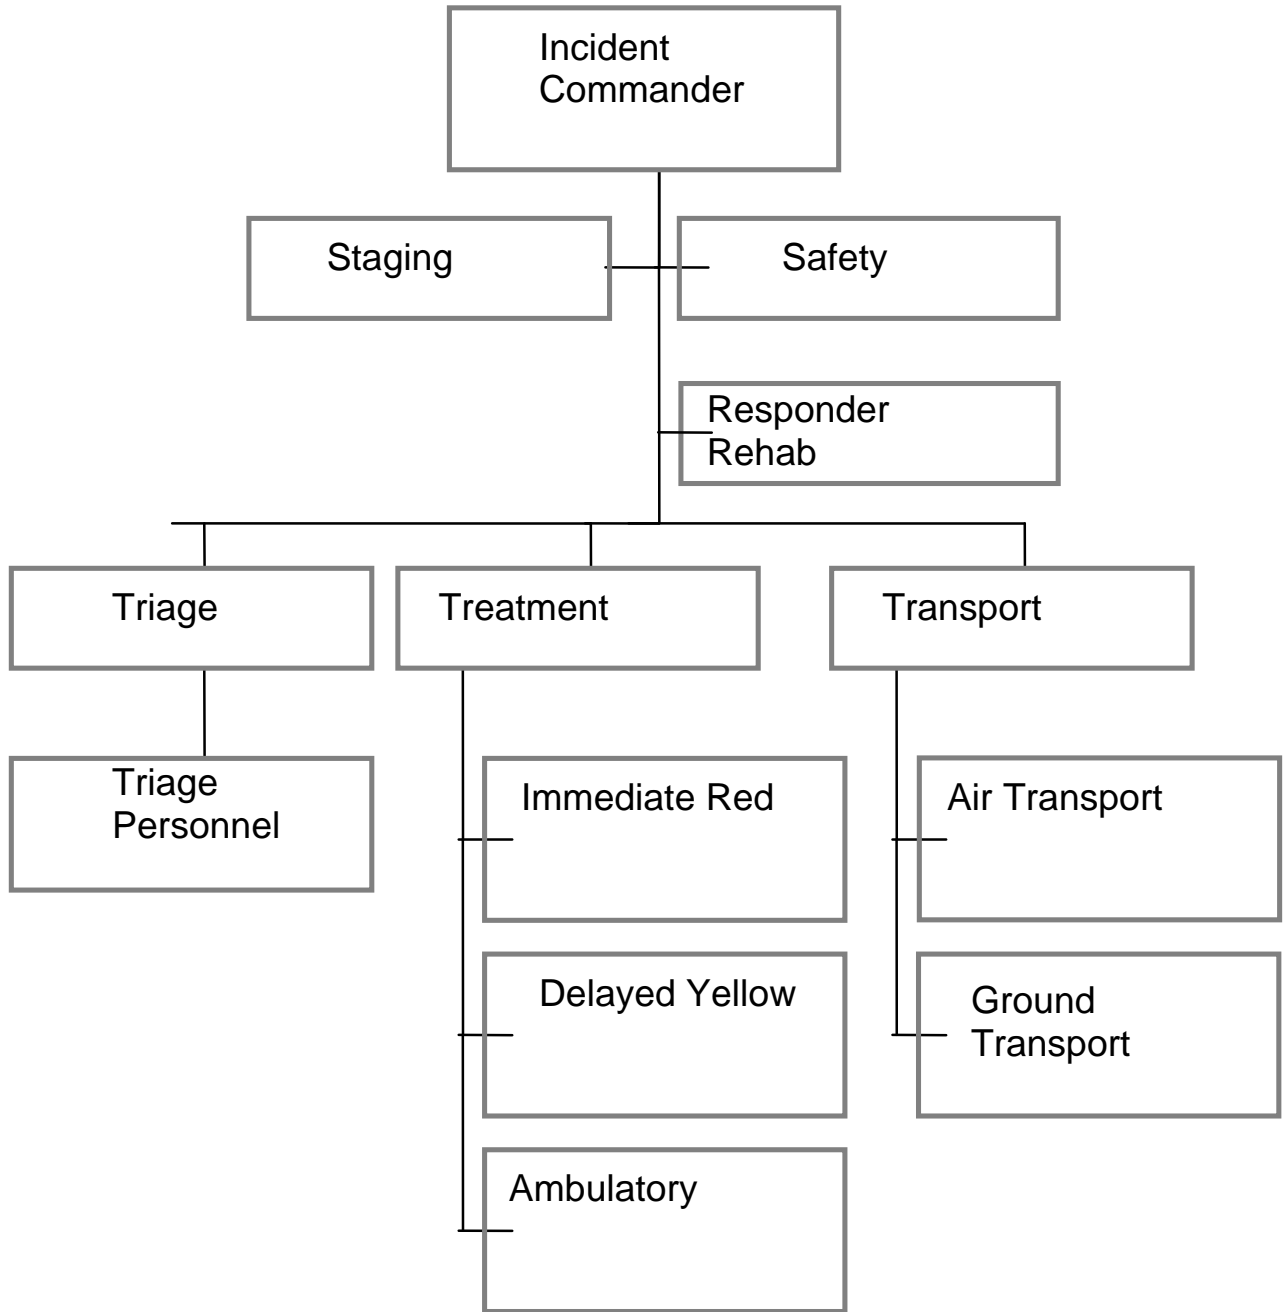 Incident
Commander
Staging
Safety
Responder
Rehab
Triage
Treatment
Transport
Triage
Personnel
Immediate Red
Air Transport
Delayed Yellow
Ground
Transport
Ambulatory